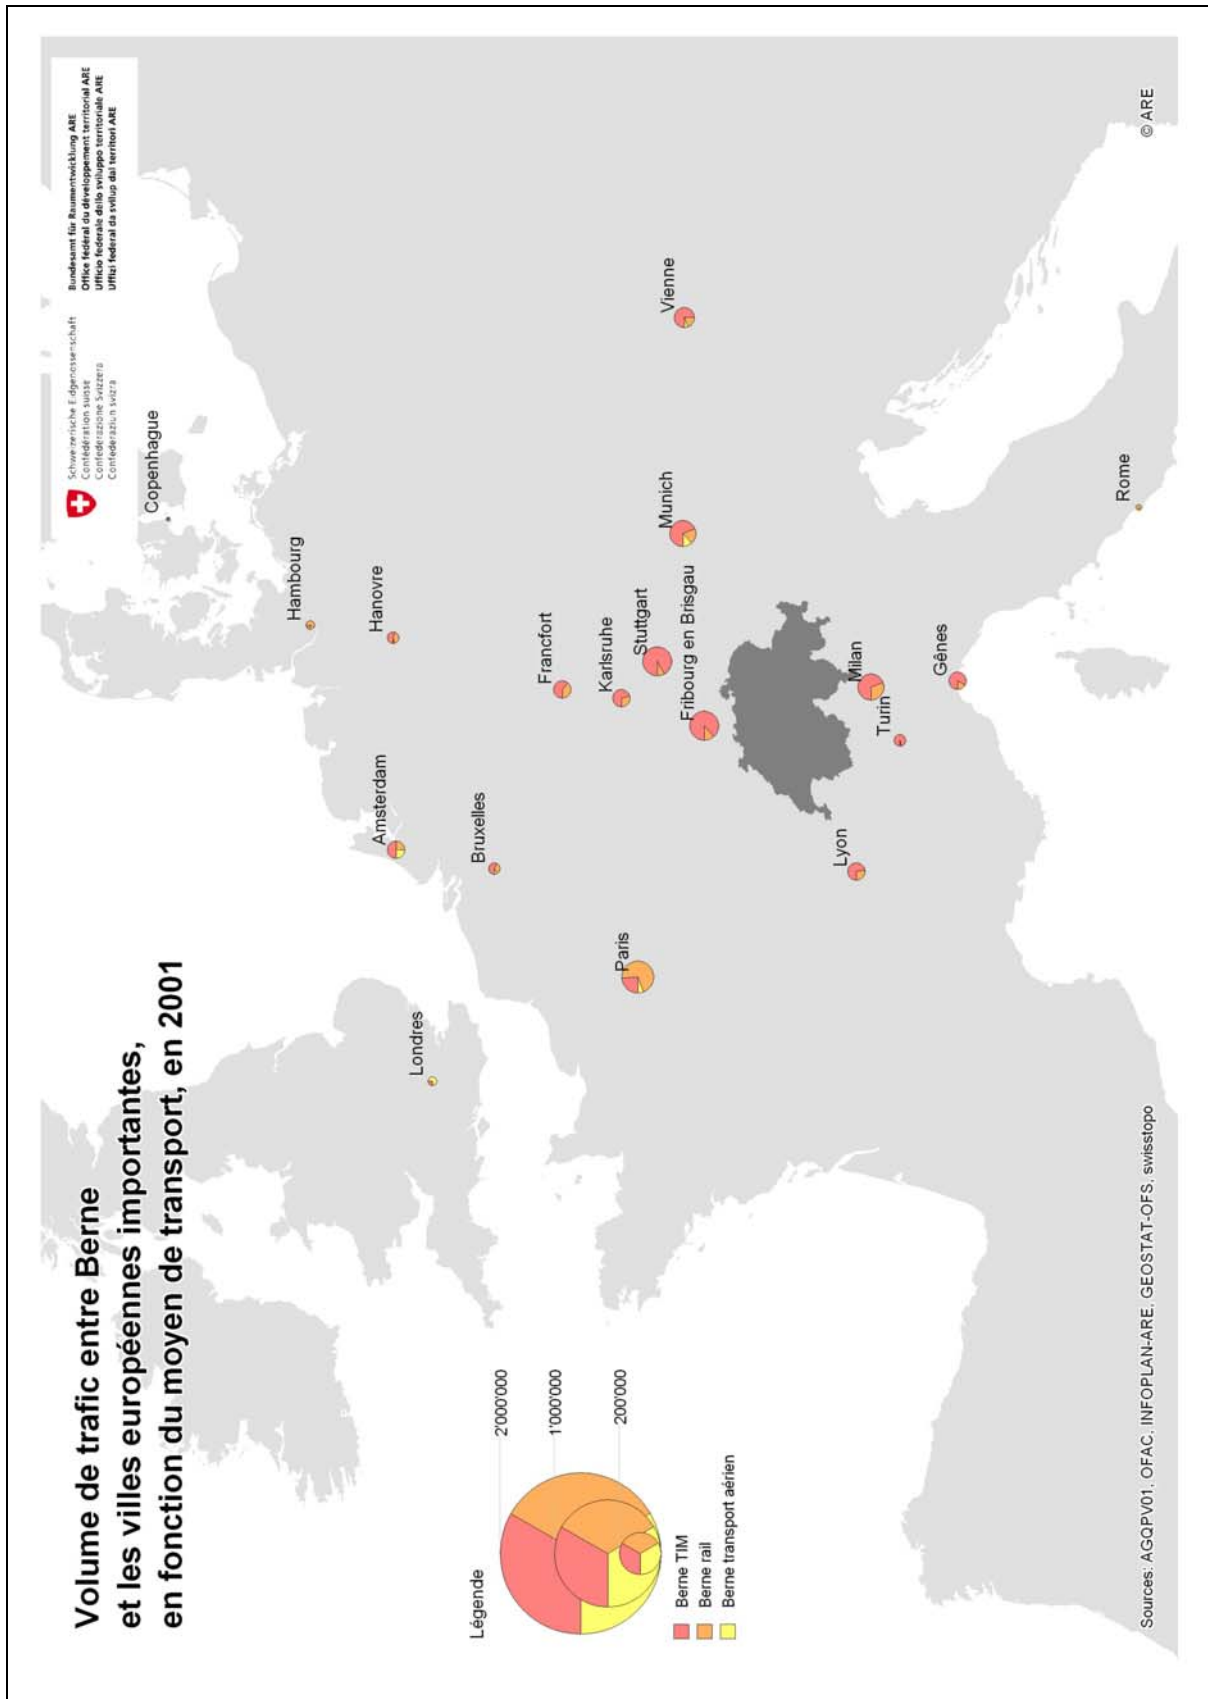 Volume de trafic entre Berne
et les villes européennes importantes,
en fonction du moyen de transport, en 2001
Schweizerische Eidgenossenschaft
Confédération suisse
Confederazione Svizzera
Confederaziun svizra
Bundesamt für Raumentwicklung ARE
Office fédéral du développement territorial ARE
Ufficio federale dello sviluppo territoriale ARE
Uffizi federal da svilup dal territori ARE
Copenhague
Hambourg
Hanovre
Amsterdam
Londres
Bruxelles
Francfort
Karlsruhe
Paris
Stuttgart
Munich
Vienne
Fribourg en Brisgau
Lyon
Milan
Turin
Gênes
Rome
Légende
2'000'000
1'000'000
200'000
Berne TIM
Berne rail
Berne transport aérien
Sources: AGQPV01, OFAC, INFOPLAN-ARE, GEOSTAT-OFS, swisstopo
© ARE